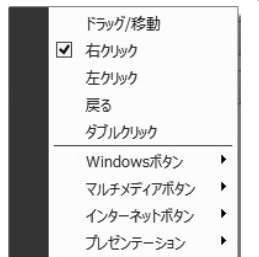 ドラッグ/移動
右クリック
左クリック
戻る
ダブルクリック
Windowsボタン
マルチメディアボタン
インターネットボタン
プレゼンテーション